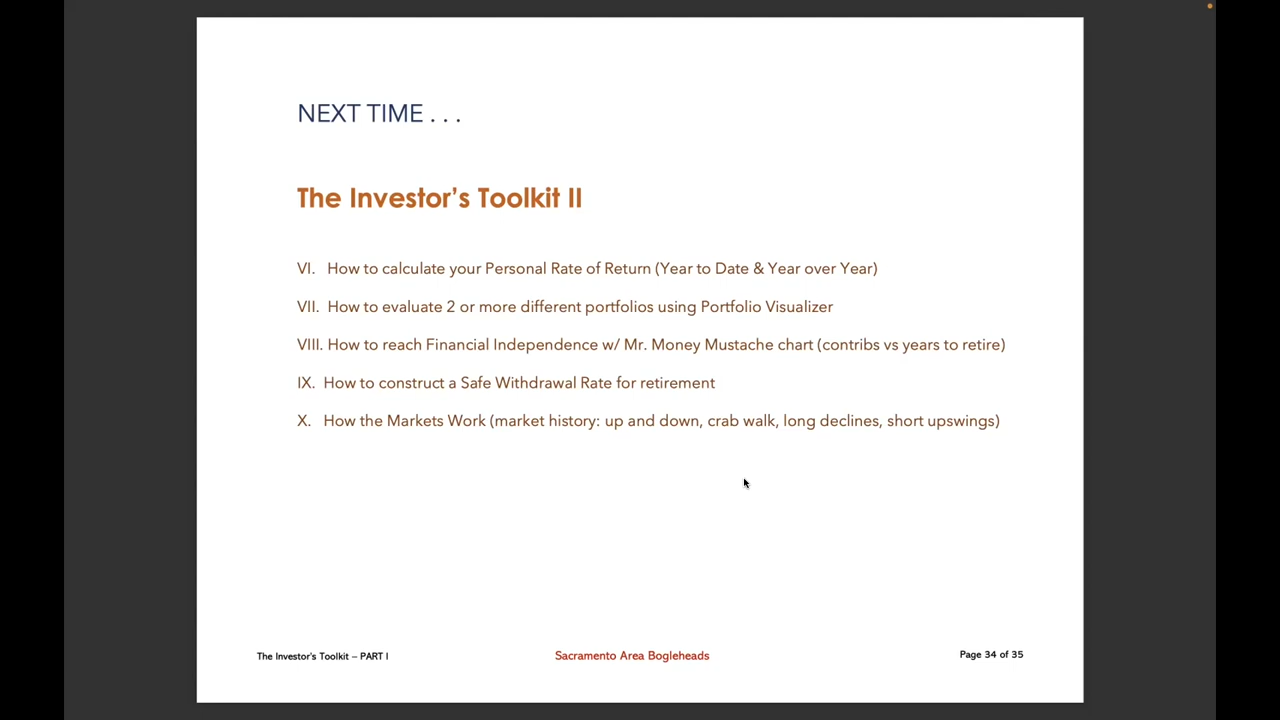 NEXT TIME . . .
The Investor's Toolkit II
VI. How to calculate your Personal Rate of Return (Year to Date & Year over Year)
VII. How to evaluate 2 or more different portfolios using Portfolio Visualizer
VIII. How to reach Financial Independence w/ Mr. Money Mustache chart (contribs vs years to retire)
IX. How to construct a Safe Withdrawal Rate for retirement
X. How the Markets Work (market history: up and down, crab walk, long declines, short upswings)
The Investor's Toolkit – PART I
Sacramento Area Bogleheads
Page 34 of 35